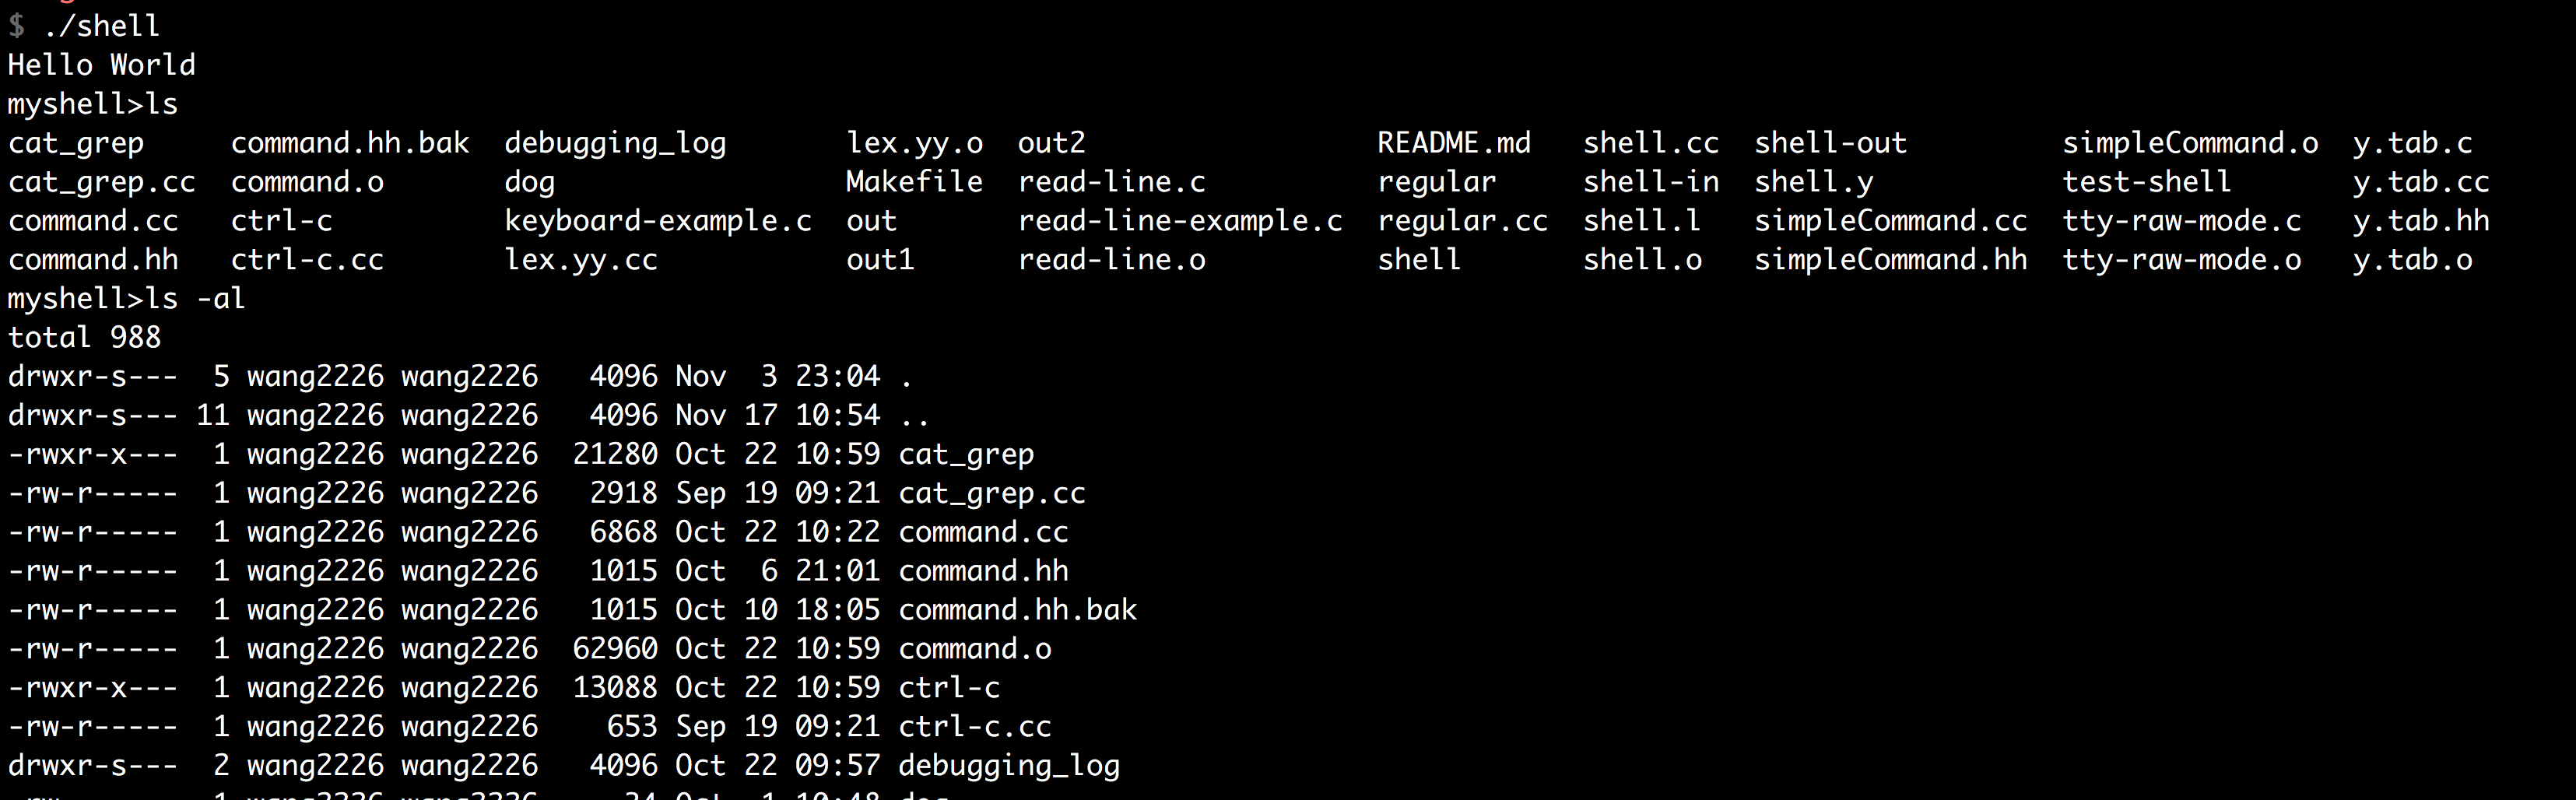 $ ./shell
Hello World
myshell>ls
cat_grep     command.hh.bak  debugging_log       lex.yy.o  out2                 README.md   shell.cc  shell-out         simpleCommand.o  y.tab.c
cat_grep.cc  command.o       dog                 Makefile  read-line.c          regular     shell-in  shell.y           test-shell       y.tab.cc
command.cc   ctrl-c          keyboard-example.c  out       read-line-example.c  regular.cc  shell.l   simpleCommand.cc  tty-raw-mode.c   y.tab.hh
command.hh   ctrl-c.cc       lex.yy.cc           out1      read-line.o          shell       shell.o   simpleCommand.hh  tty-raw-mode.o   y.tab.o
myshell>ls -al
total 988
drwxr-s---  5 wang2226 wang2226   4096 Nov  3 23:04 .
drwxr-s--- 11 wang2226 wang2226   4096 Nov 17 10:54 ..
-rwxr-x---  1 wang2226 wang2226  21280 Oct 22 10:59 cat_grep
-rw-r-----  1 wang2226 wang2226   2918 Sep 19 09:21 cat_grep.cc
-rw-r-----  1 wang2226 wang2226   6868 Oct 22 10:22 command.cc
-rw-r-----  1 wang2226 wang2226   1015 Oct  6 21:01 command.hh
-rw-r-----  1 wang2226 wang2226   1015 Oct 10 18:05 command.hh.bak
-rw-r-----  1 wang2226 wang2226  62960 Oct 22 10:59 command.o
-rwxr-x---  1 wang2226 wang2226  13088 Oct 22 10:59 ctrl-c
-rw-r-----  1 wang2226 wang2226    653 Sep 19 09:21 ctrl-c.cc
drwxr-s---  2 wang2226 wang2226   4096 Oct 22 09:57 debugging_log